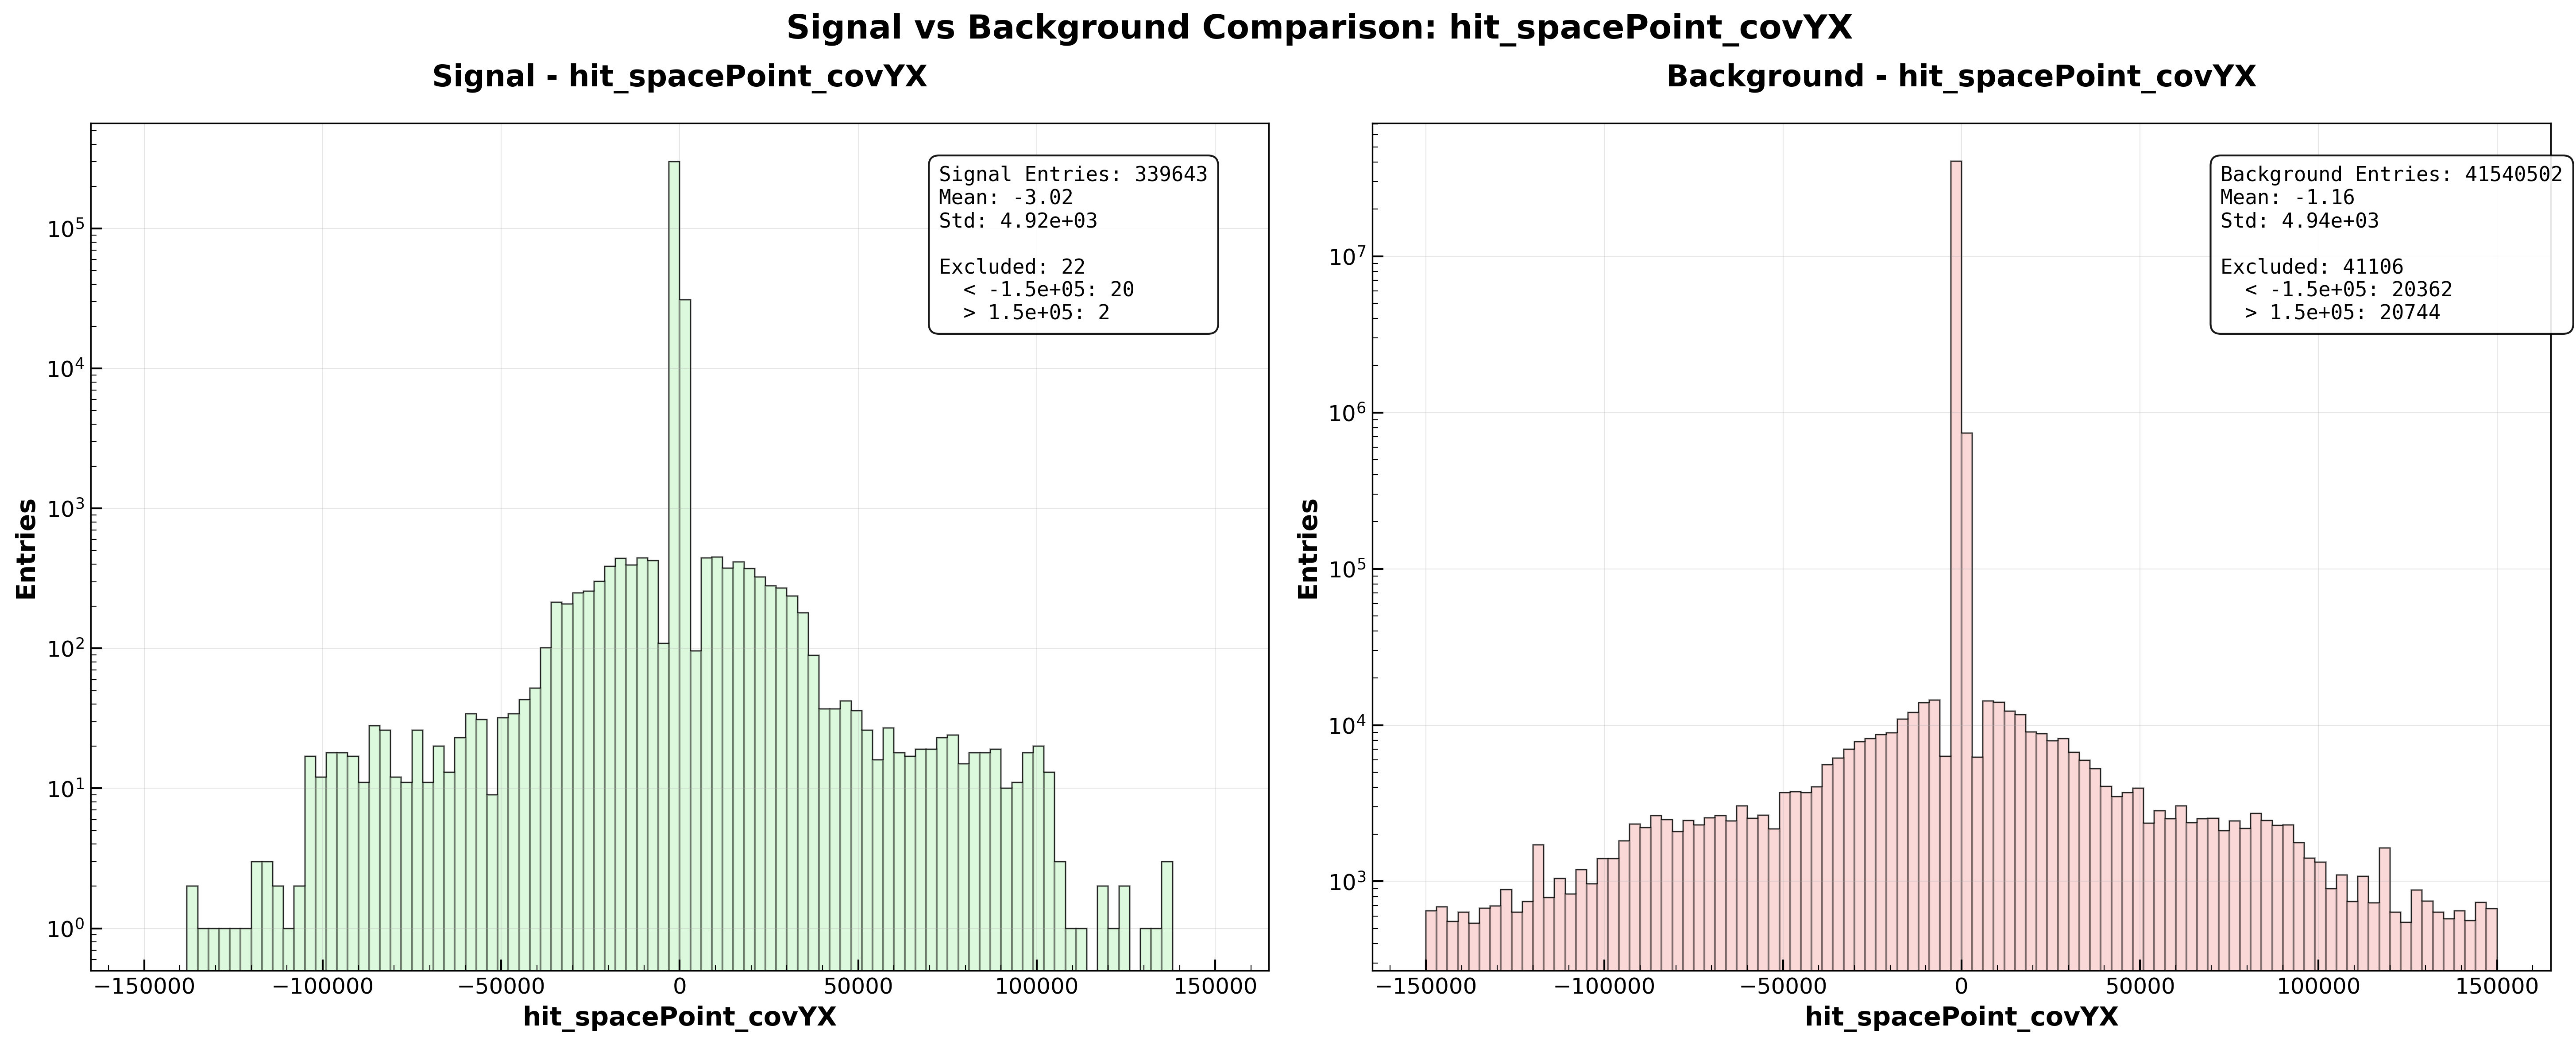 Signal vs Background Comparison: hit_spacePoint_covYX
Signal - hit_spacePoint_covYX
Signal Entries: 339643
Mean: -3.02
Std: 4.92e+03
Excluded: 22
< -1.5e+05: 20
> 1.5e+05: 2
Entries
10^5
10^4
10^3
10^2
10^1
10^0
−150000 −100000 −50000 0 50000 100000 150000
hit_spacePoint_covYX
Background - hit_spacePoint_covYX
Background Entries: 41540502
Mean: -1.16
Std: 4.94e+03
Excluded: 41106
< -1.5e+05: 20362
> 1.5e+05: 20744
Entries
10^7
10^6
10^5
10^4
10^3
−150000 −100000 −50000 0 50000 100000 150000
hit_spacePoint_covYX